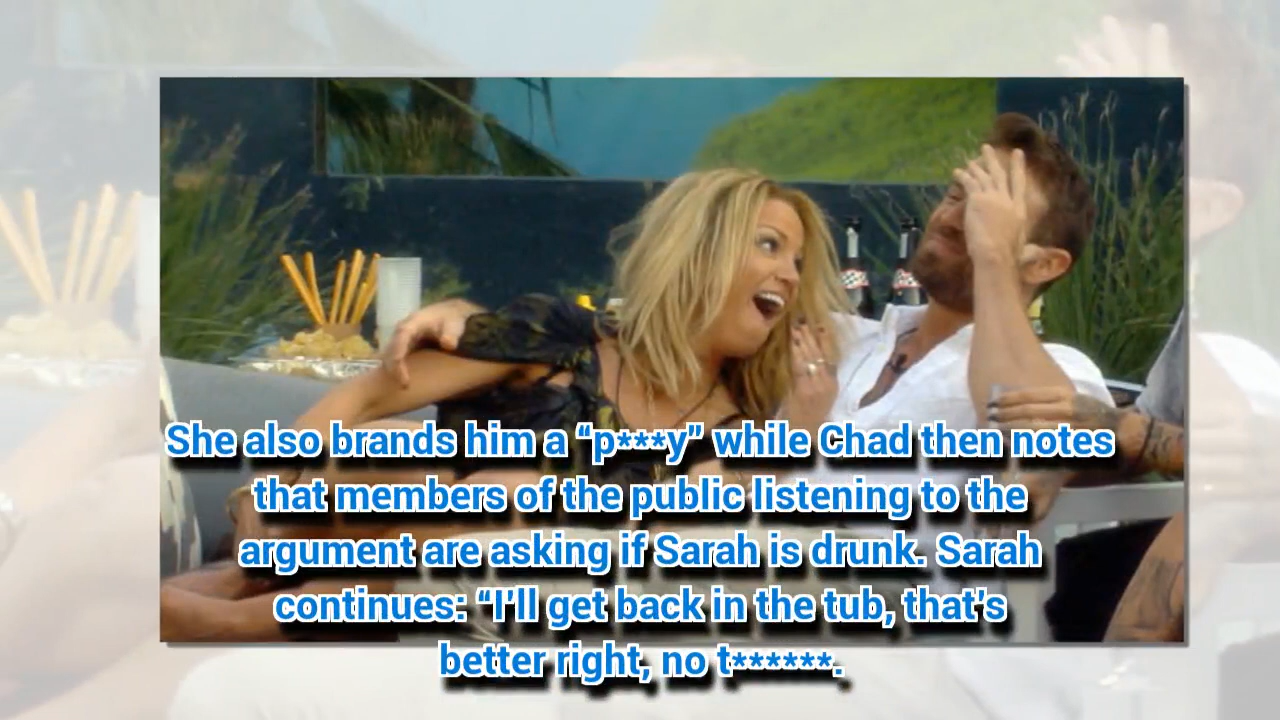 She also brands him a “p***y” while Chad then notes
that members of the public listening to the
argument are asking if Sarah is drunk. Sarah
continues: “I’ll get back in the tub, that’s
better right, no t******.